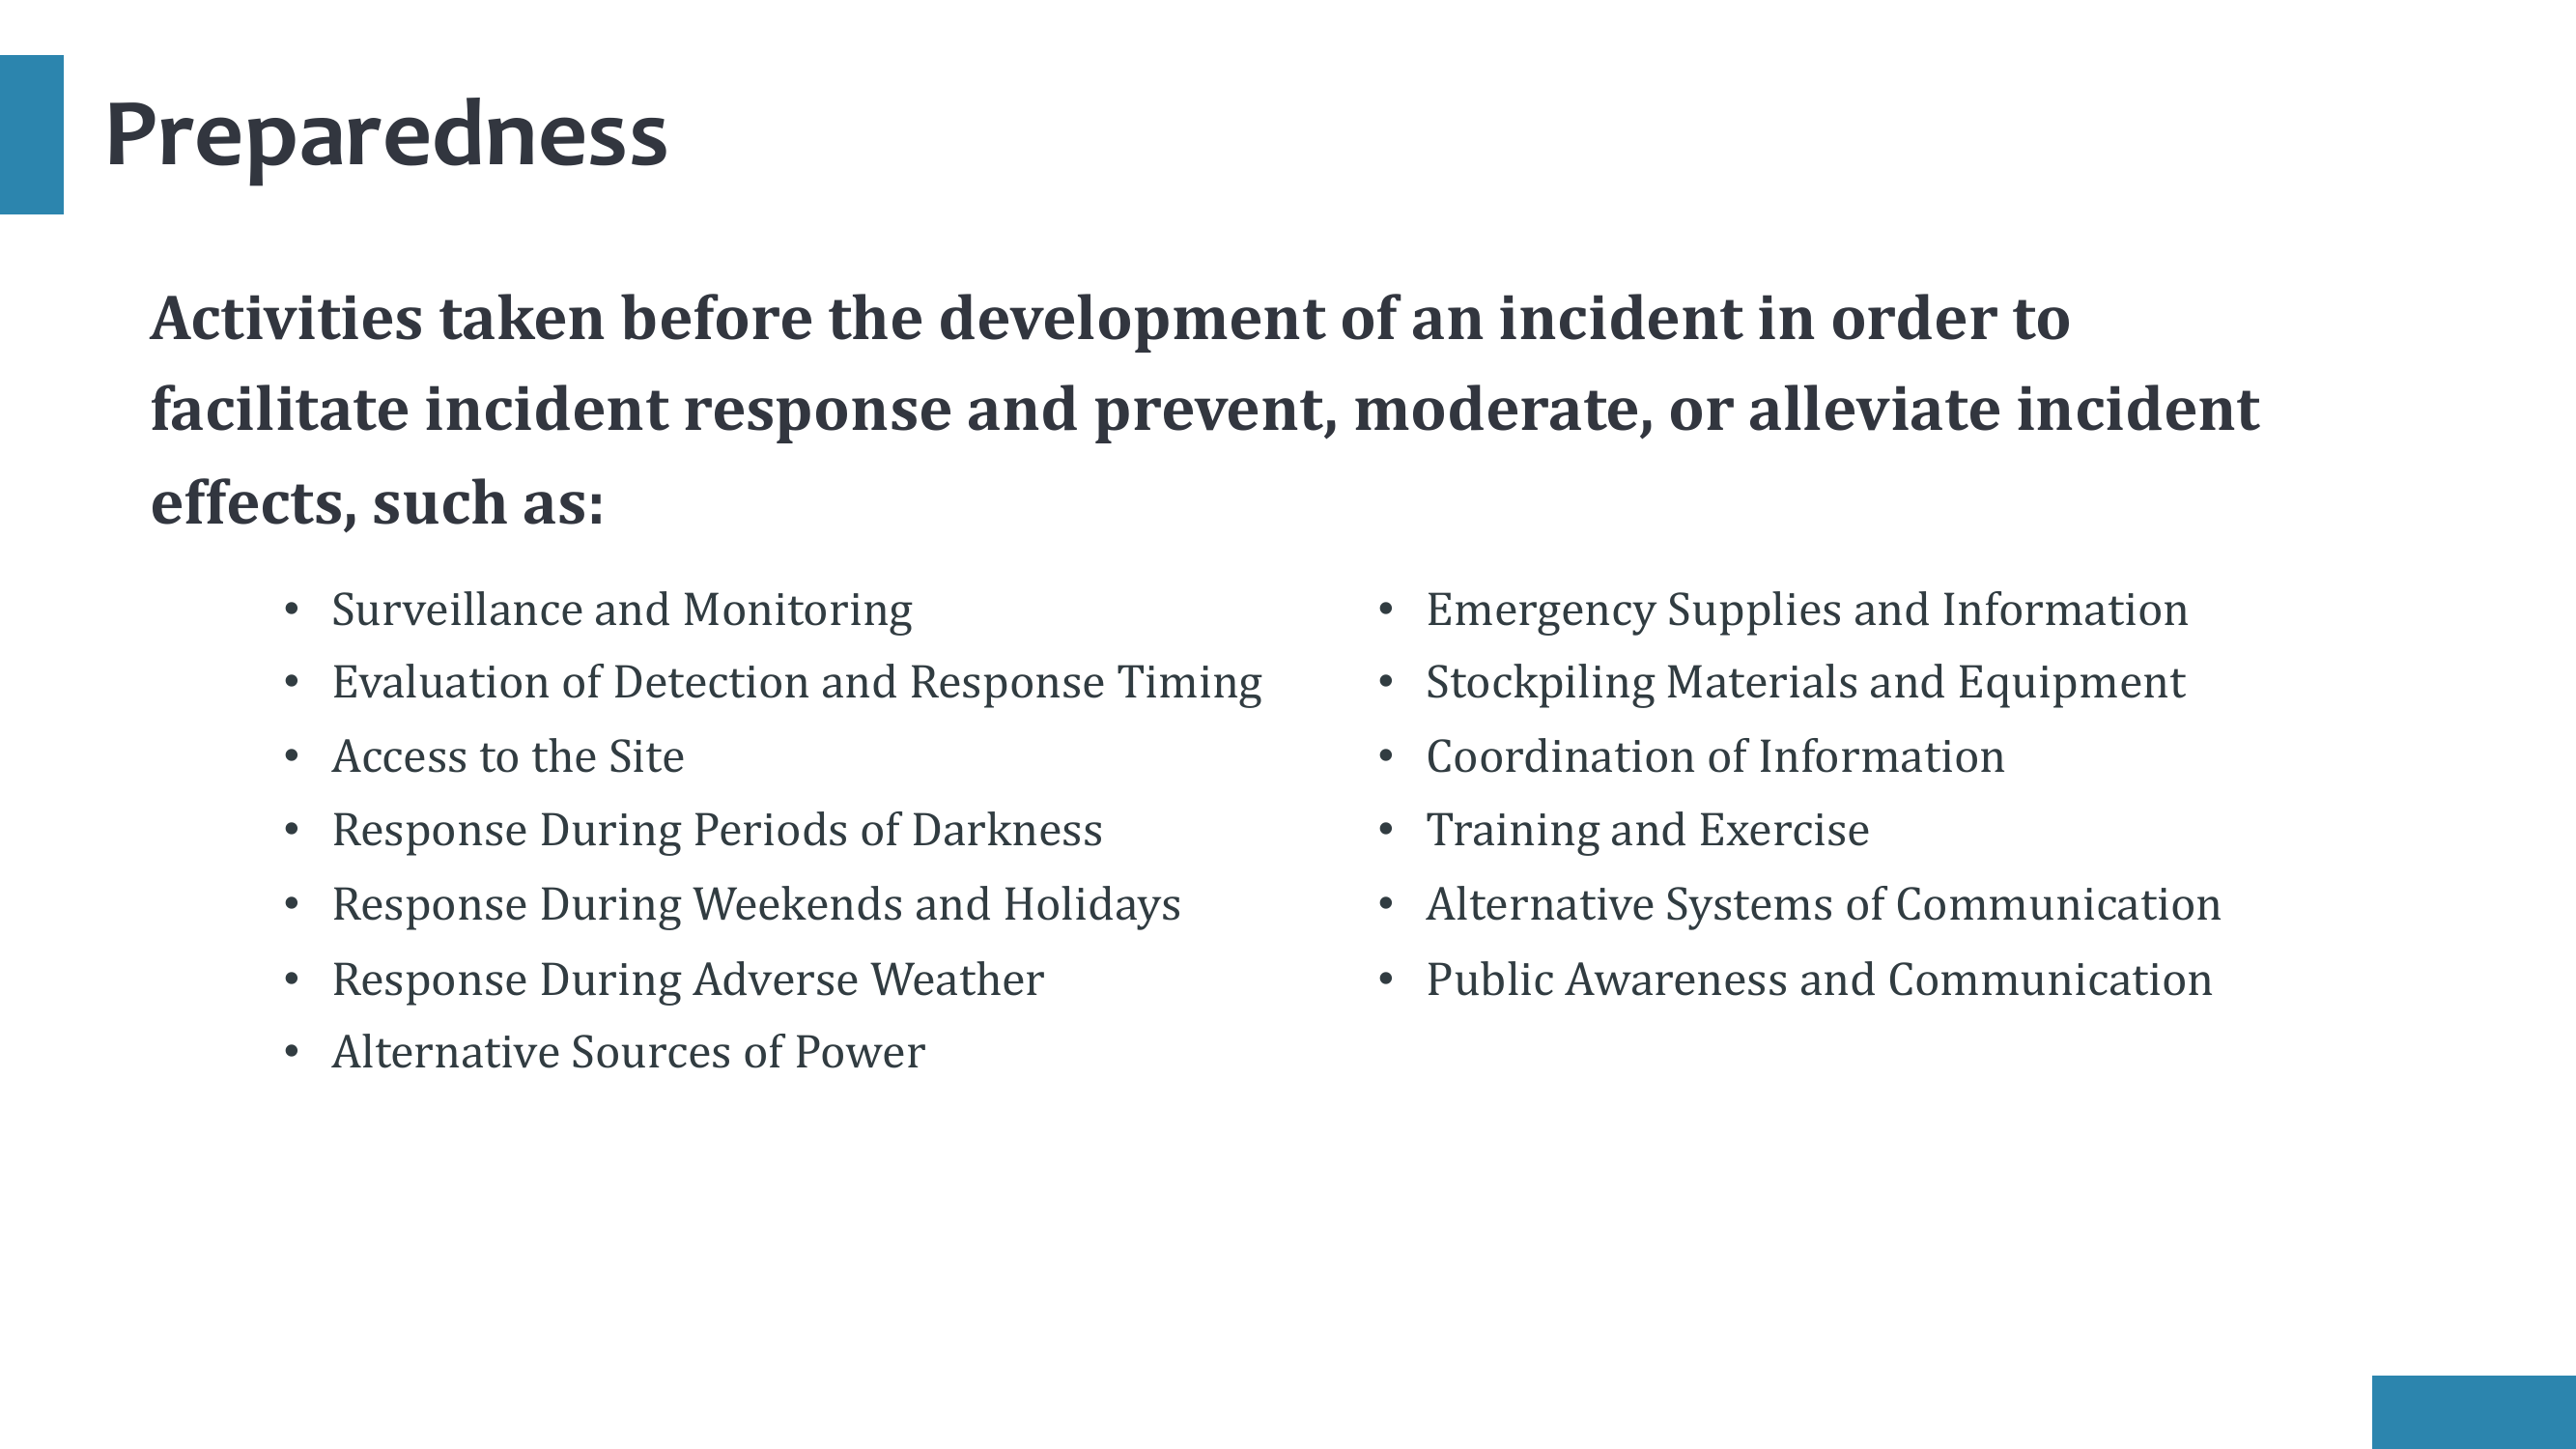 Preparedness
Activities taken before the development of an incident in order to
facilitate incident response and prevent, moderate, or alleviate incident
effects, such as:
• Surveillance and Monitoring
• Evaluation of Detection and Response Timing
• Access to the Site
• Response During Periods of Darkness
• Response During Weekends and Holidays
• Response During Adverse Weather
• Alternative Sources of Power
• Emergency Supplies and Information
• Stockpiling Materials and Equipment
• Coordination of Information
• Training and Exercise
• Alternative Systems of Communication
• Public Awareness and Communication